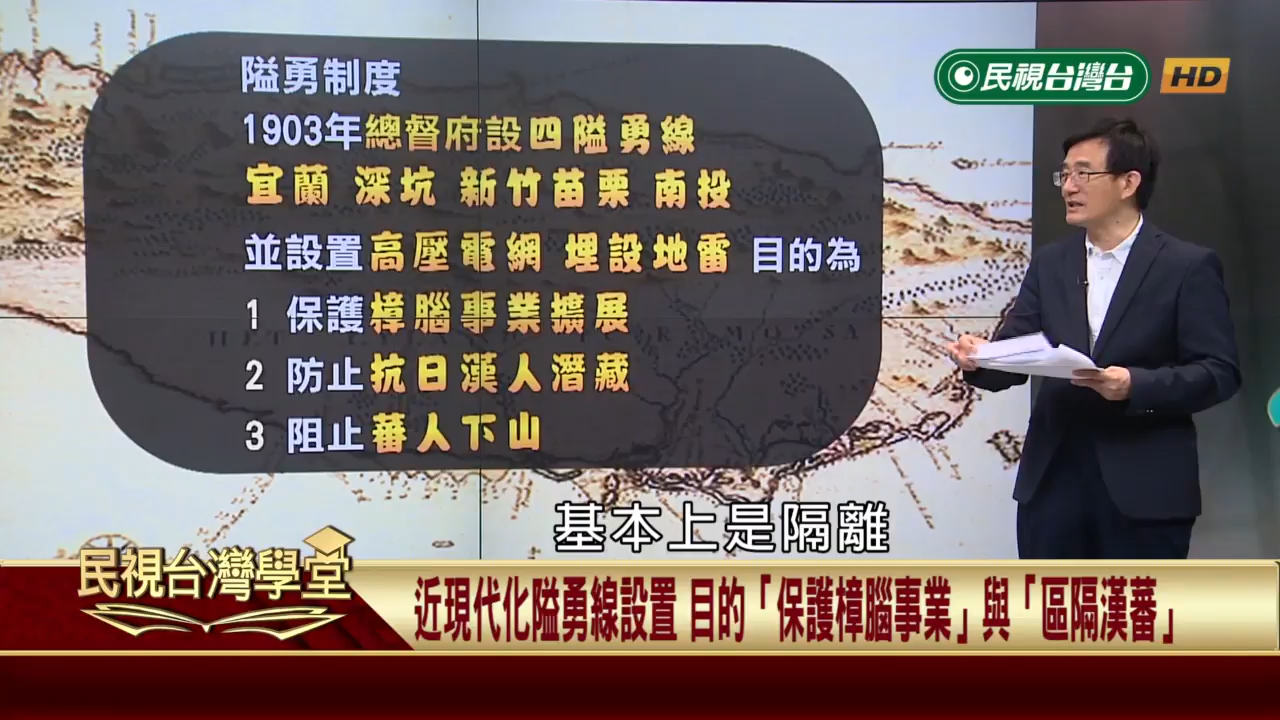 隘勇制度
1903年總督府設四隘勇線
宜蘭 深坑 新竹苗栗 南投
並設置高壓電網 埋設地雷 目的為
1 保護樟腦事業擴展
2 防止抗日漢人潛藏
3 阻止蕃人下山
民視台灣台 HD
基本上是隔離
民視台灣學堂
近現代化隘勇線設置 目的「保護樟腦事業」與「區隔漢蕃」